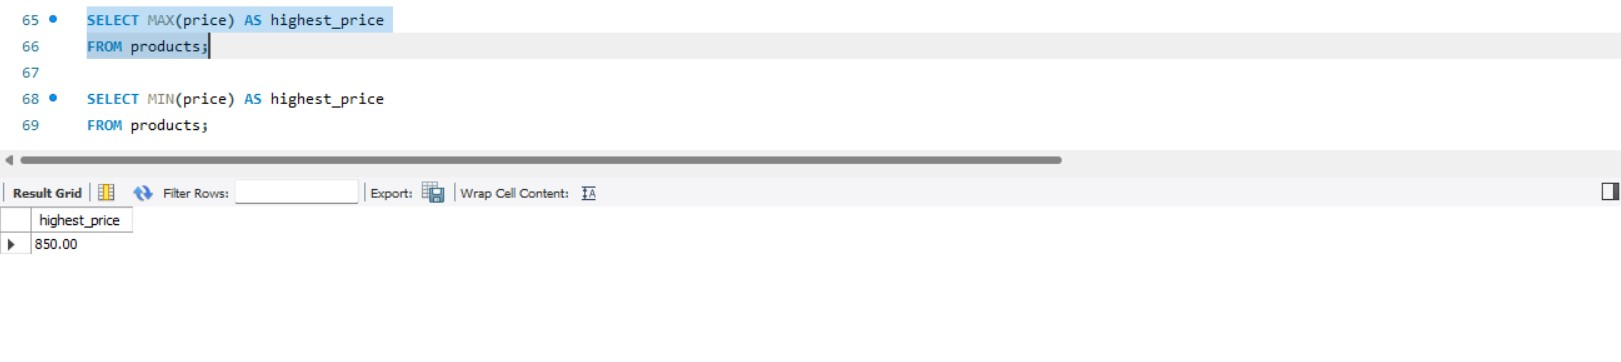 65 SELECT MAX(price) AS highest_price
66 FROM products;
67
68 SELECT MIN(price) AS highest_price
69 FROM products;
Result Grid Filter Rows: Export: Wrap Cell Content: IA
highest_price
850.00